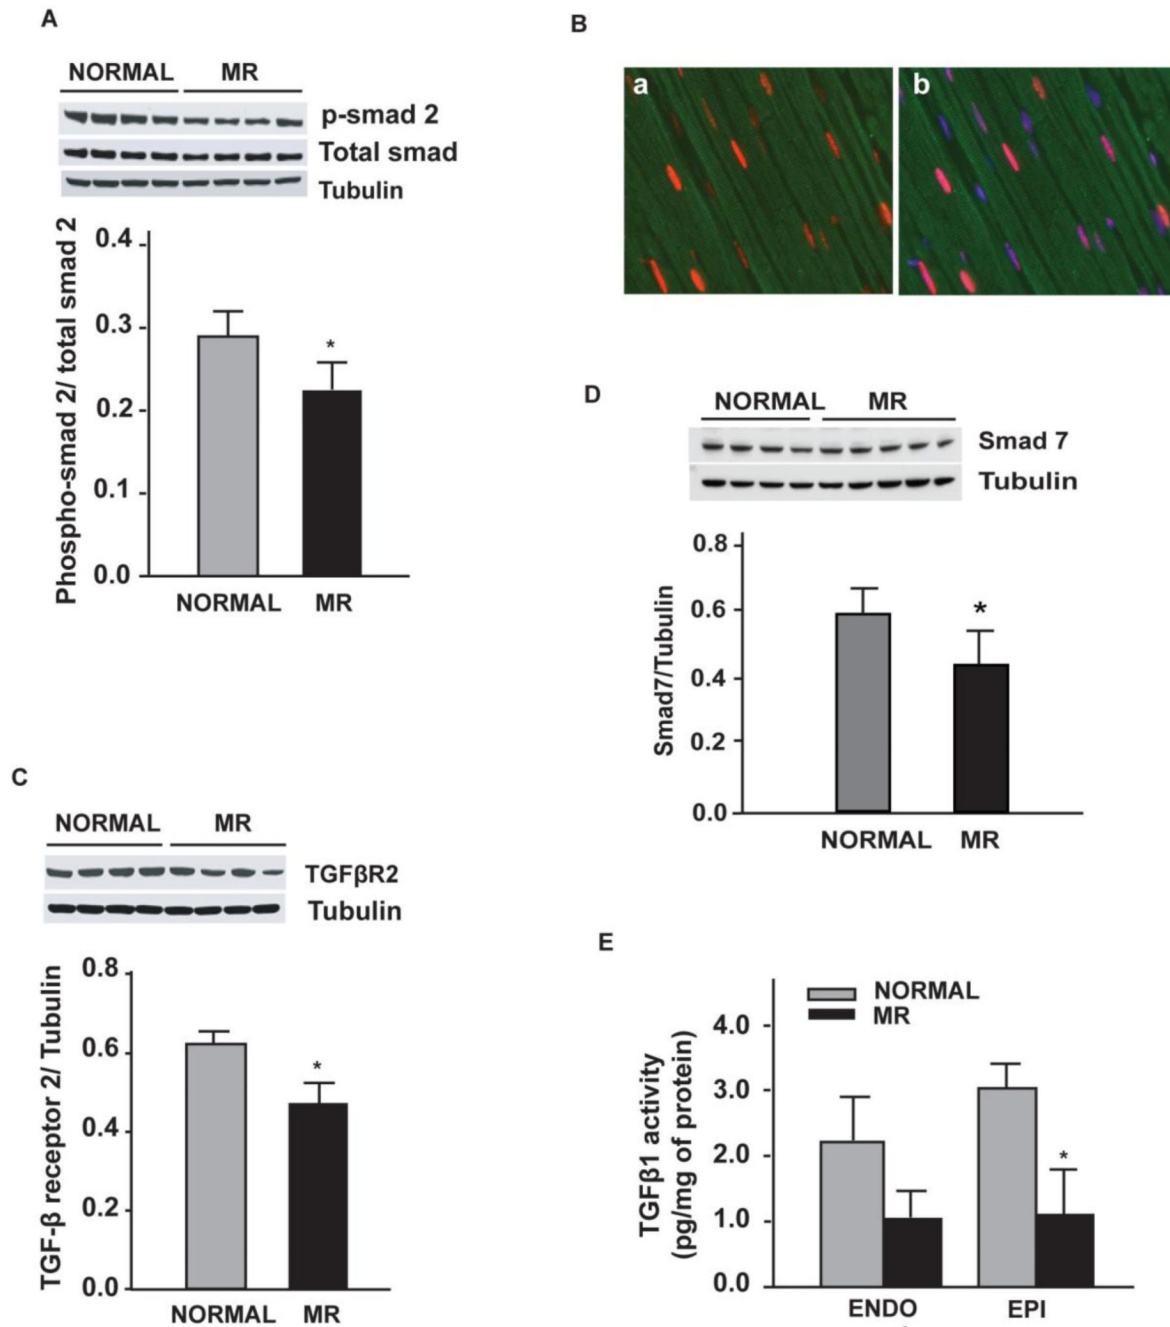 A
NORMAL MR
p-smad 2
Total smad
Tubulin
Phospho-smad 2/ total smad 2
0.4
0.3
0.2
0.1
0.0
*
NORMAL MR
B
a b
C
NORMAL MR
TGFβR2
Tubulin
TGF-β receptor 2/ Tubulin
0.8
0.6
0.4
0.2
0.0
*
NORMAL MR
D
NORMAL MR
Smad 7
Tubulin
Smad7/Tubulin
0.8
0.6
0.4
0.2
0.0
*
NORMAL MR
E
NORMAL
MR
TGFβ1 activity
(pg/mg of protein)
4.0
3.0
2.0
1.0
0.0
*
ENDO EPI